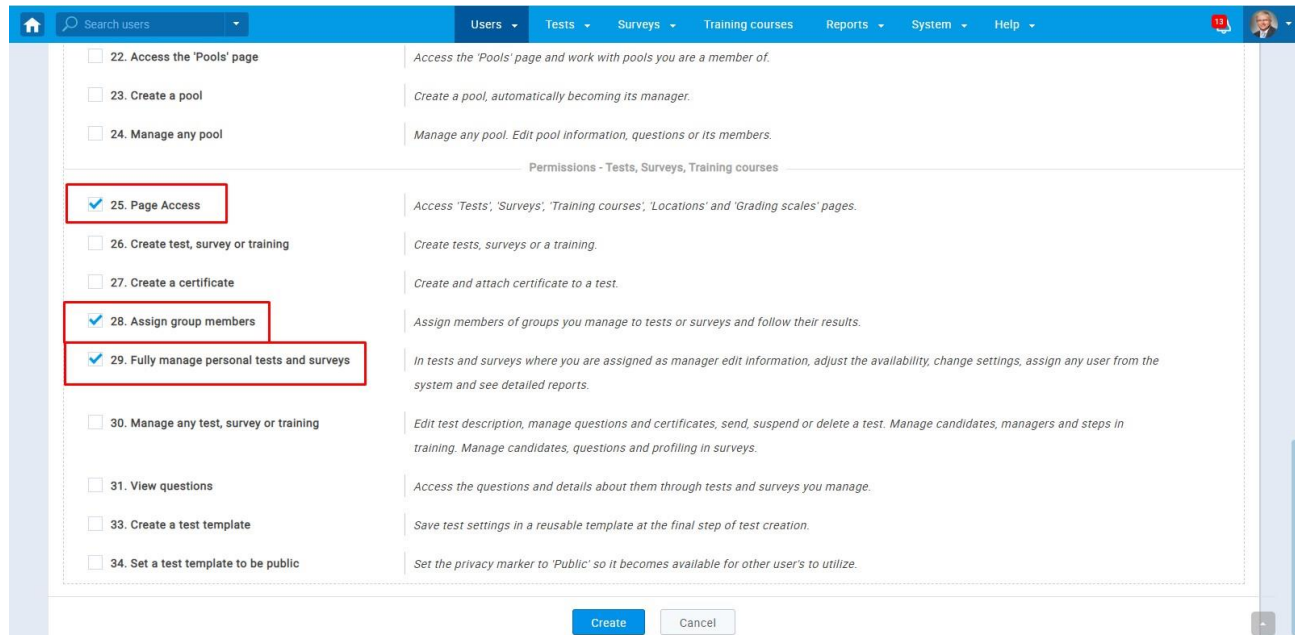 Search users
Users
Tests
Surveys
Training courses
Reports
System
Help
13
22. Access the 'Pools' page
Access the 'Pools' page and work with pools you are a member of.
23. Create a pool
Create a pool, automatically becoming its manager.
24. Manage any pool
Manage any pool. Edit pool information, questions or its members.
Permissions - Tests, Surveys, Training courses
25. Page Access
Access 'Tests', 'Surveys', 'Training courses', 'Locations' and 'Grading scales' pages.
26. Create test, survey or training
Create tests, surveys or a training.
27. Create a certificate
Create and attach certificate to a test.
28. Assign group members
Assign members of groups you manage to tests or surveys and follow their results.
29. Fully manage personal tests and surveys
In tests and surveys where you are assigned as manager edit information, adjust the availability, change settings, assign any user from the
system and see detailed reports.
30. Manage any test, survey or training
Edit test description, manage questions and certificates, send, suspend or delete a test. Manage candidates, managers and steps in
training. Manage candidates, questions and profiling in surveys.
31. View questions
Access the questions and details about them through tests and surveys you manage.
33. Create a test template
Save test settings in a reusable template at the final step of test creation.
34. Set a test template to be public
Set the privacy marker to 'Public' so it becomes available for other user's to utilize.
Create
Cancel